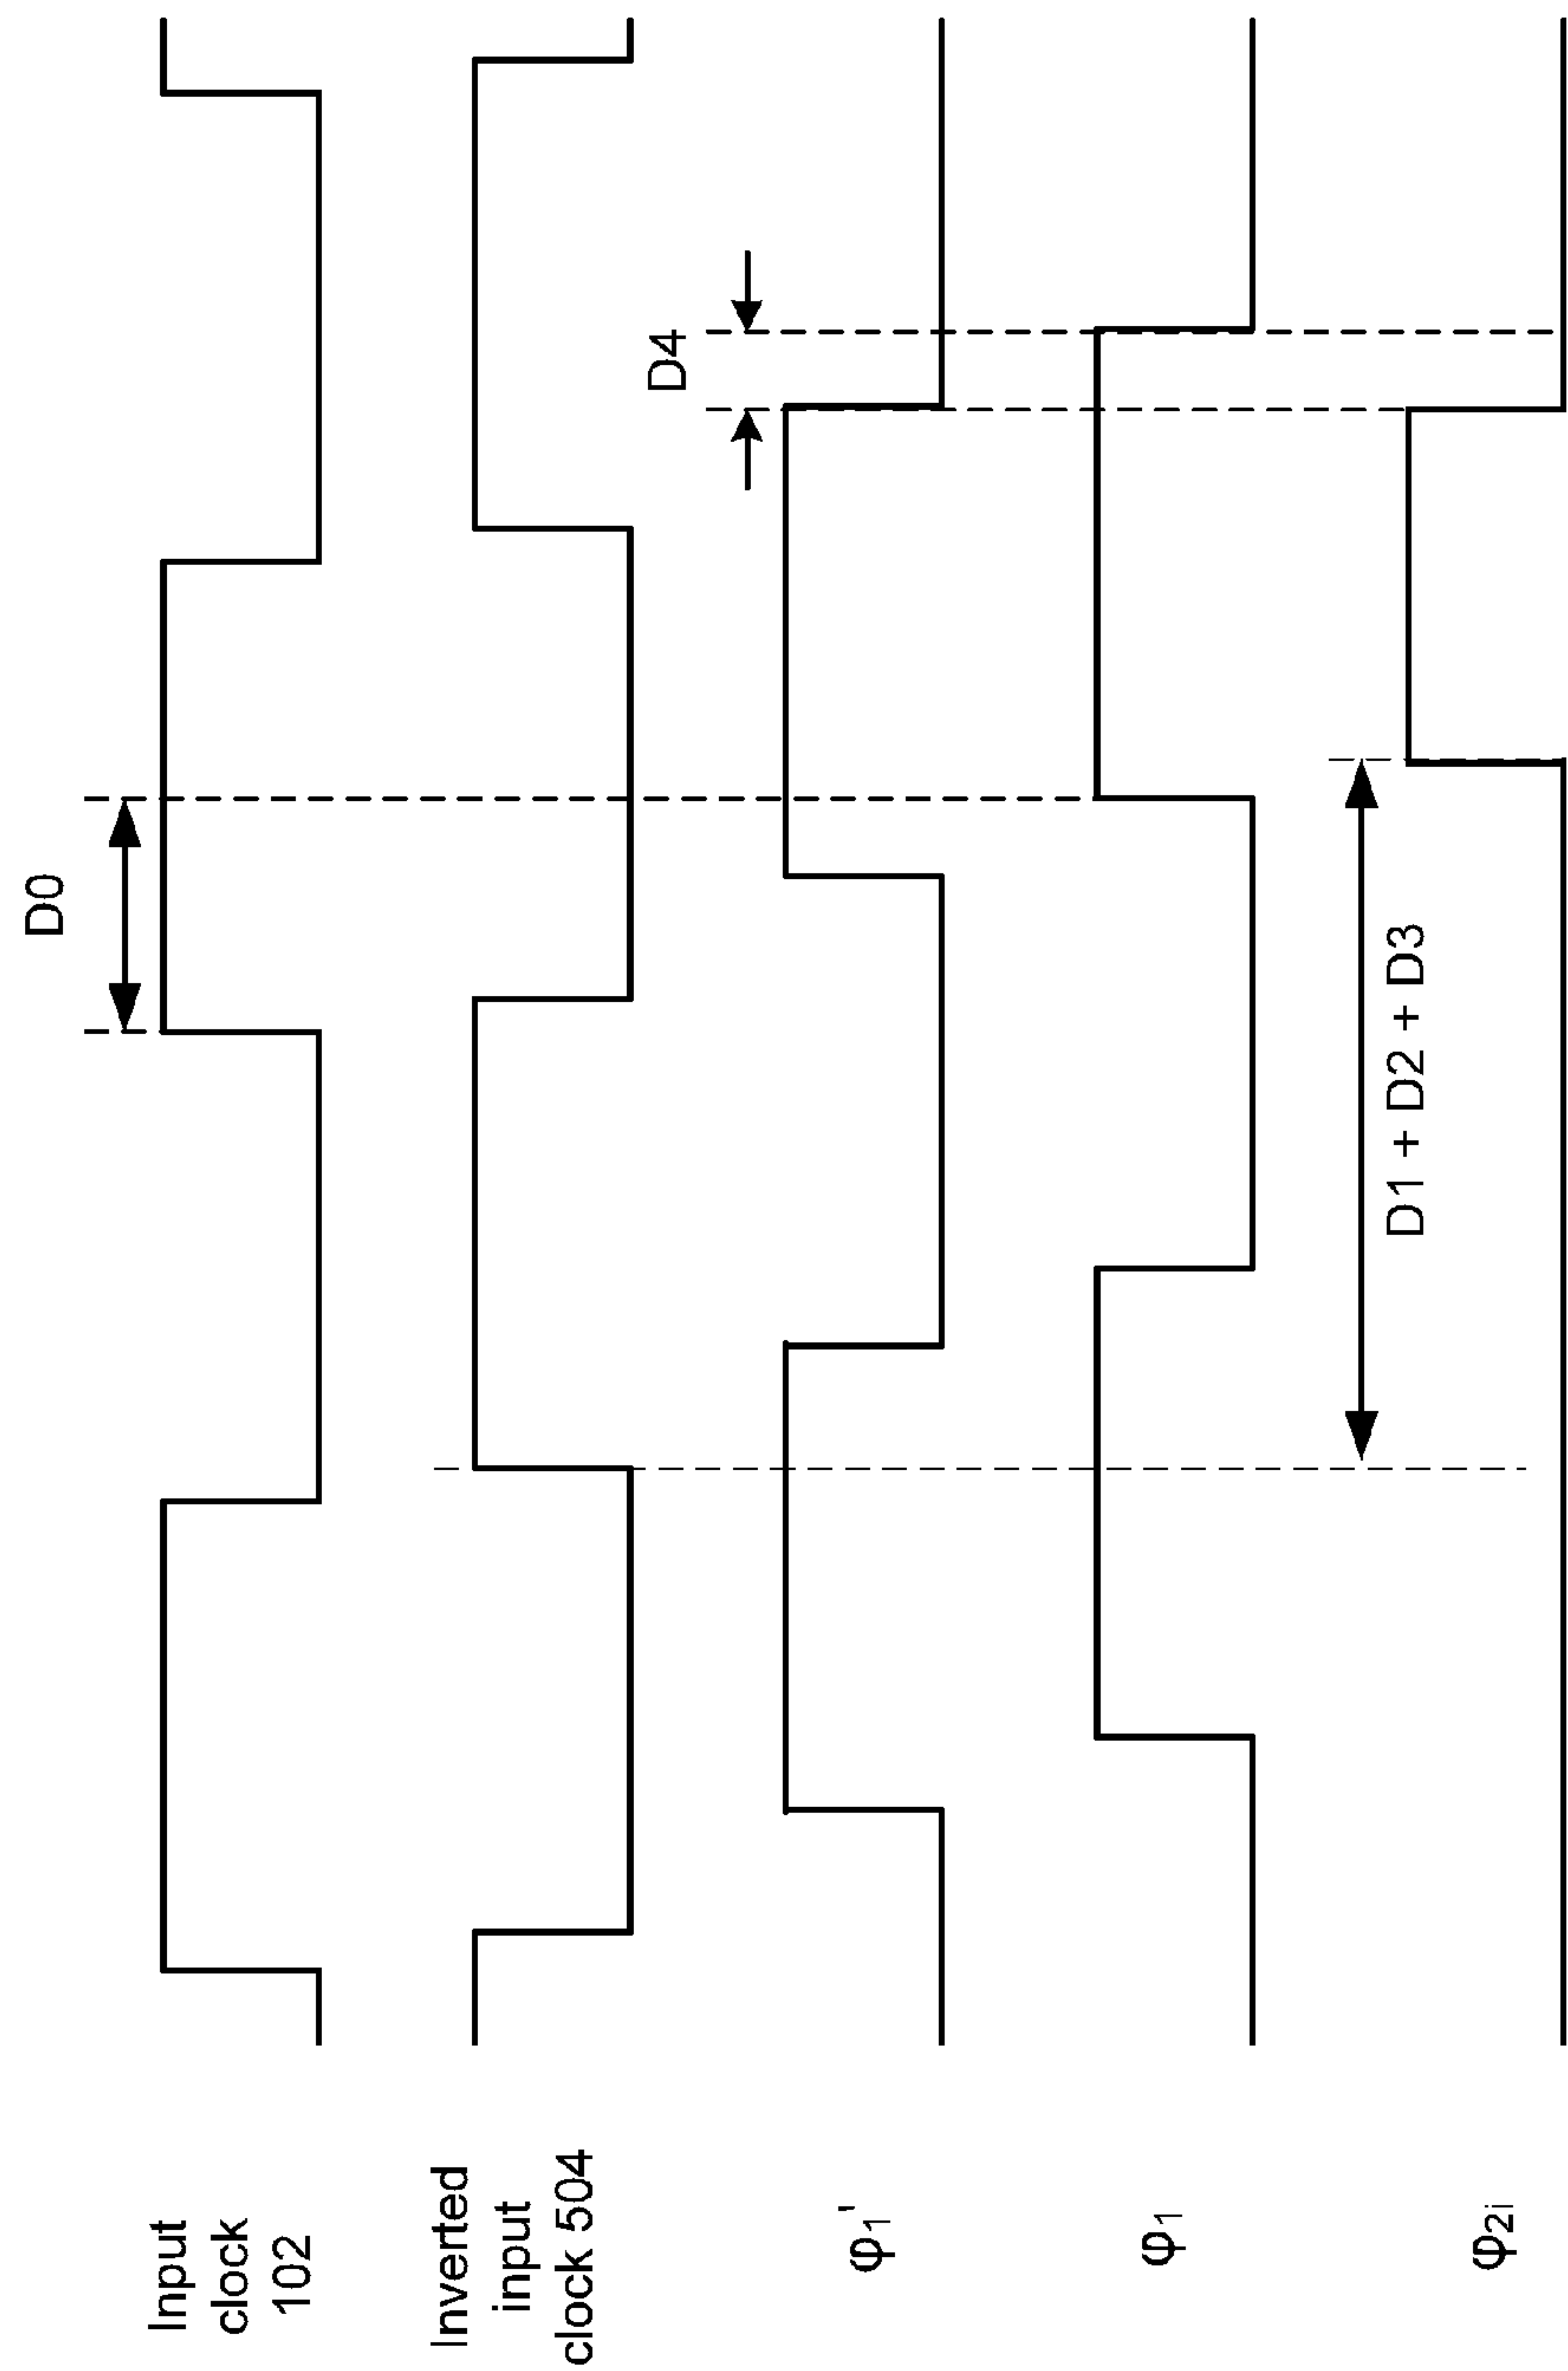 D0
Input
clock
102
Inverted
input
clock 504
D4
φ₁'
φ₁
D1 + D2 + D3
φ₂ᵢ